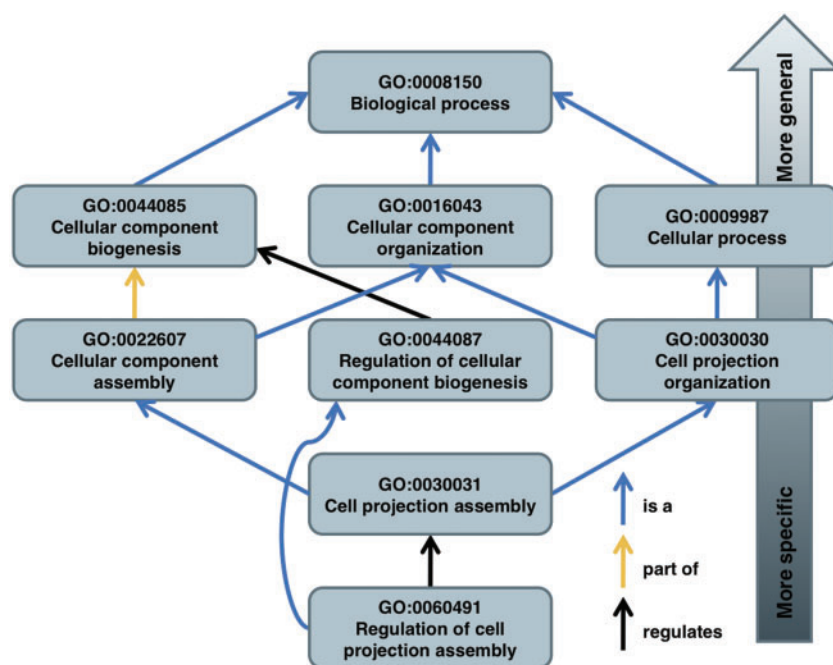 GO:0008150
Biological process
More general
GO:0044085
Cellular component
biogenesis
GO:0016043
Cellular component
organization
GO:0009987
Cellular process
GO:0022607
Cellular component
assembly
GO:0044087
Regulation of cellular
component biogenesis
GO:0030030
Cell projection
organization
GO:0030031
Cell projection assembly
is a
part of
regulates
More specific
GO:0060491
Regulation of cell
projection assembly